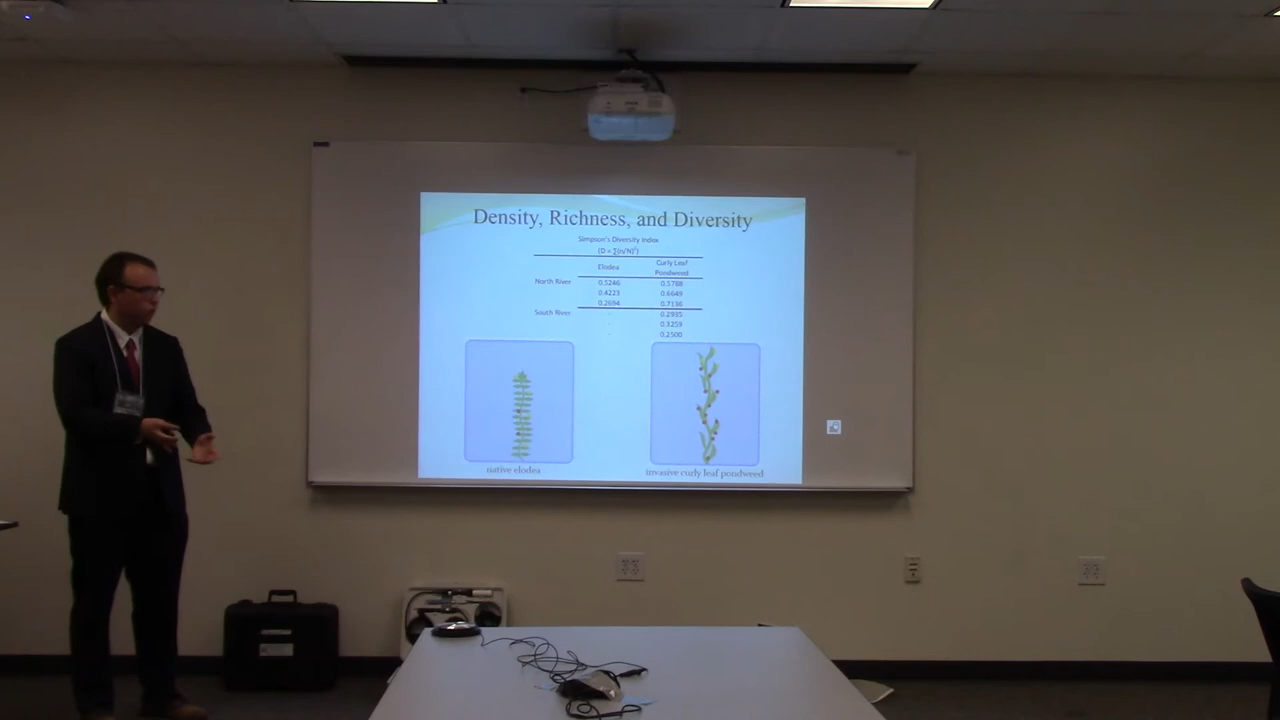 Density, Richness, and Diversity
Simpson's Diversity Index
(D = ∑(n/N)²)
Elodea
Curly Leaf
Pondweed
North River 0.5246 0.5788
0.4223 0.6649
0.2694 0.7136
South River - 0.2935
- 0.3259
- 0.2500
native elodea
invasive curly leaf pondweed